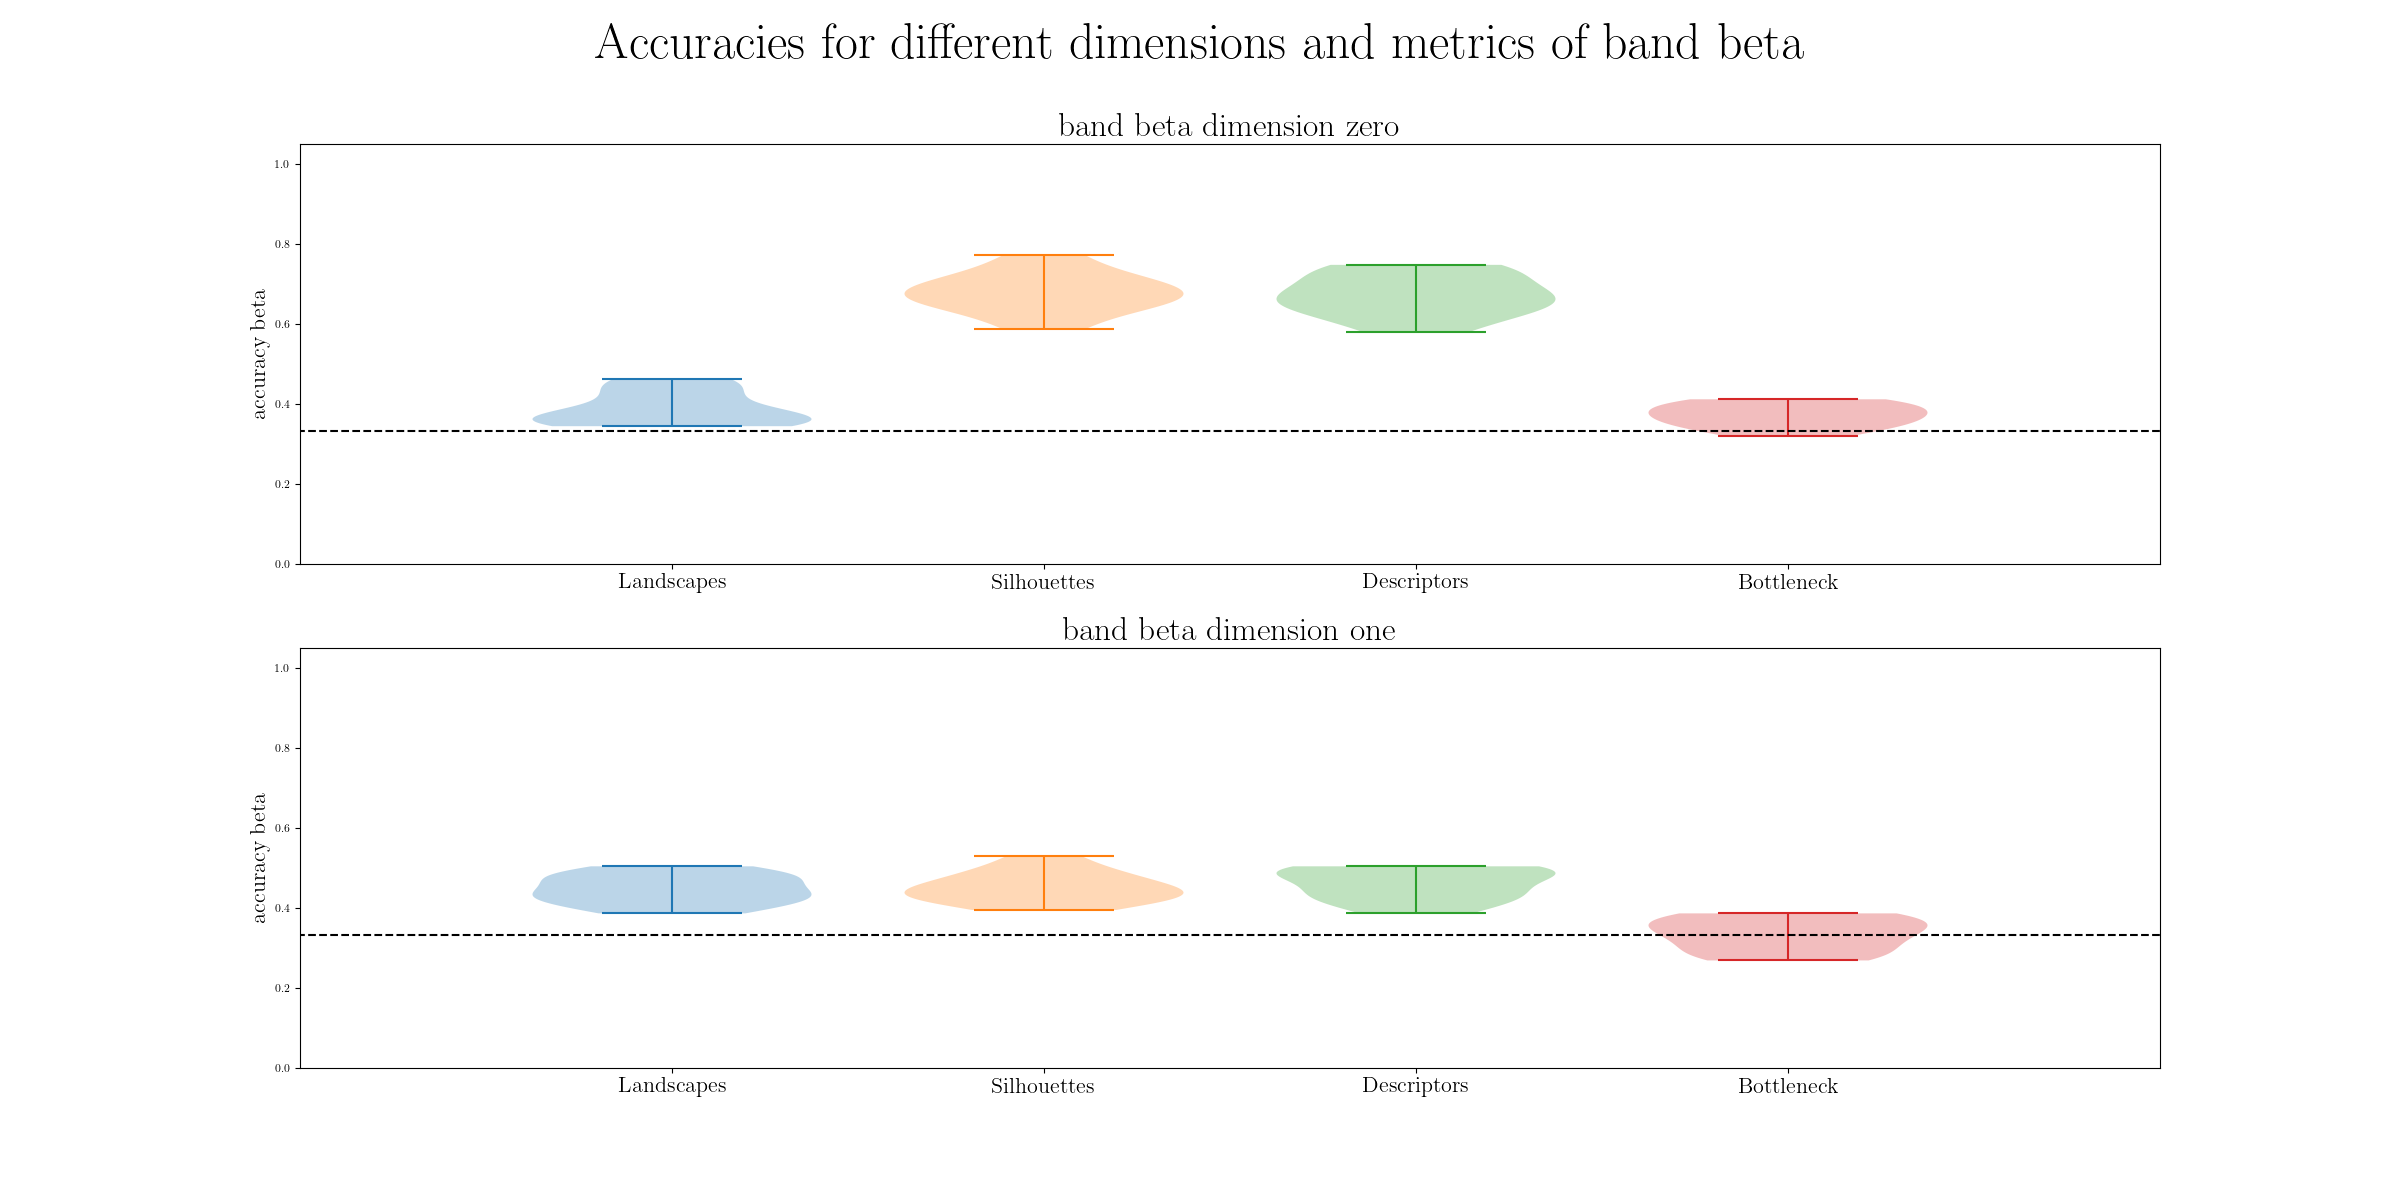 Accuracies for different dimensions and metrics of band beta
band beta dimension zero
1.0
0.8
0.6
0.4
0.2
0.0
accuracy beta
Landscapes Silhouettes Descriptors Bottleneck
band beta dimension one
1.0
0.8
0.6
0.4
0.2
0.0
accuracy beta
Landscapes Silhouettes Descriptors Bottleneck